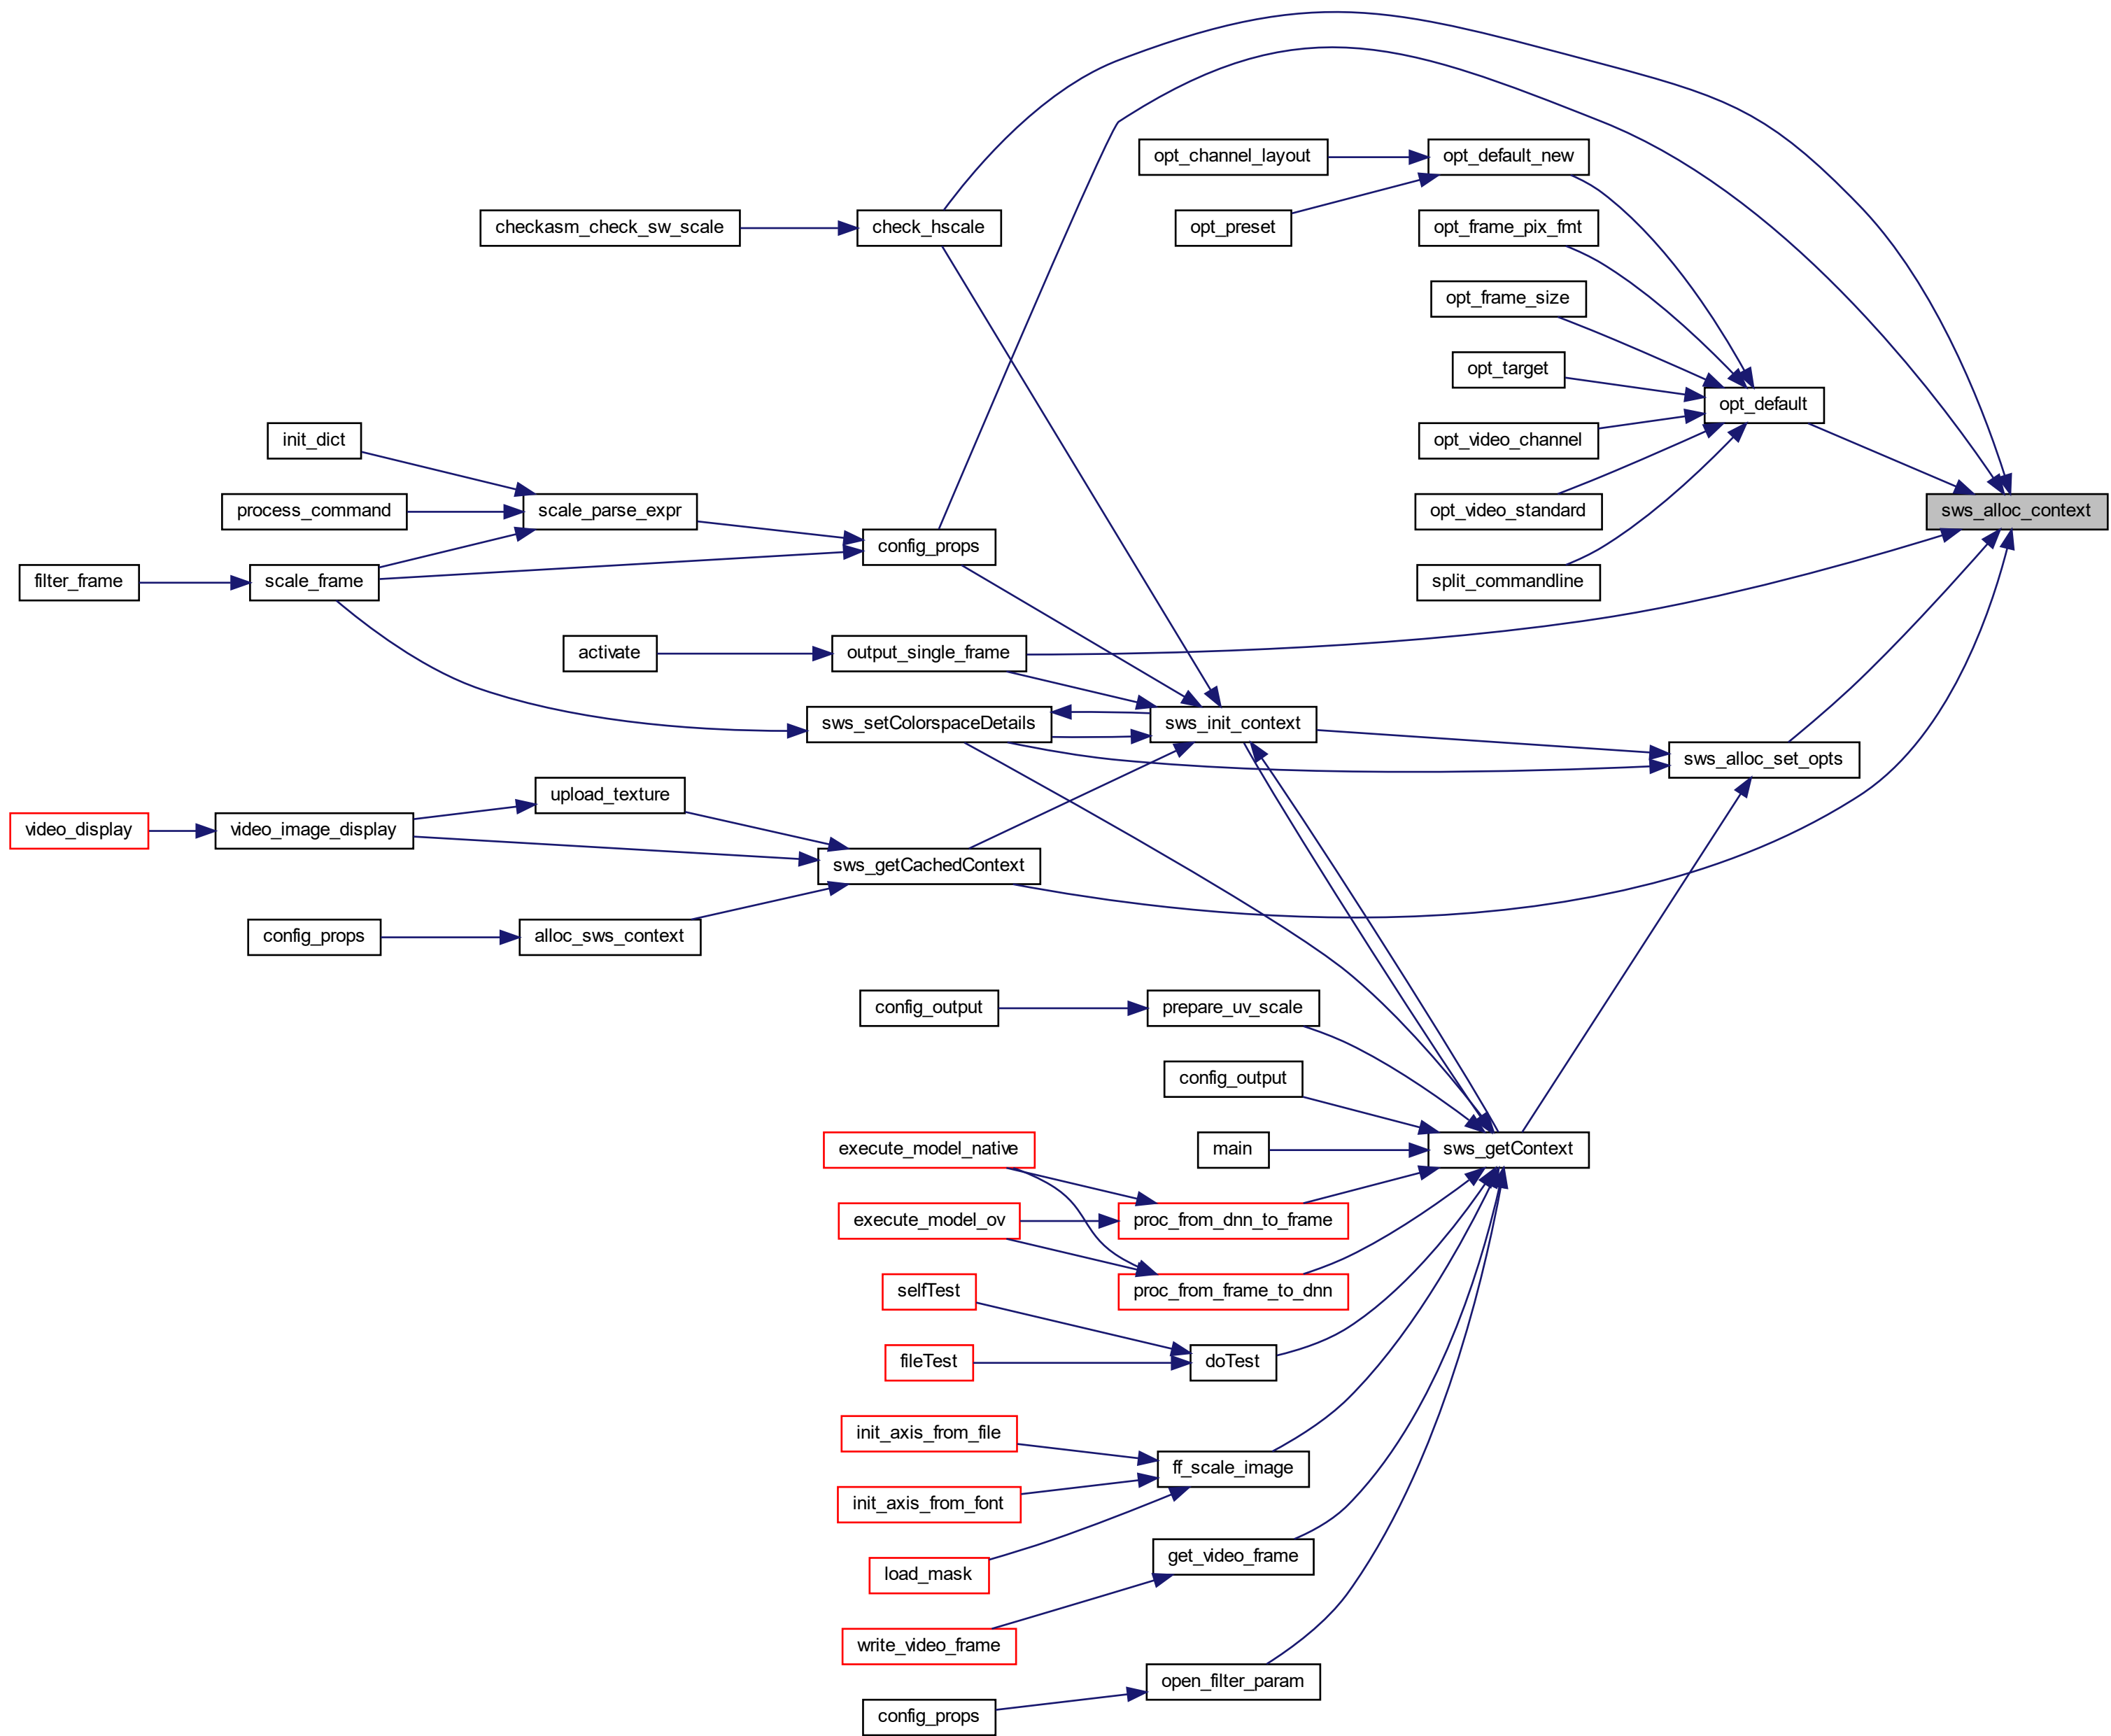 opt_channel_layout
opt_default_new
checkasm_check_sw_scale
check_hscale
opt_preset
opt_frame_pix_fmt
opt_frame_size
opt_target
opt_default
init_dict
opt_video_channel
process_command
scale_parse_expr
opt_video_standard
sws_alloc_context
config_props
filter_frame
scale_frame
split_commandline
activate
output_single_frame
sws_setColorspaceDetails
sws_init_context
sws_alloc_set_opts
upload_texture
video_display
video_image_display
sws_getCachedContext
config_props
alloc_sws_context
config_output
prepare_uv_scale
config_output
execute_model_native
main
sws_getContext
execute_model_ov
proc_from_dnn_to_frame
selfTest
proc_from_frame_to_dnn
fileTest
doTest
init_axis_from_file
ff_scale_image
init_axis_from_font
load_mask
get_video_frame
write_video_frame
open_filter_param
config_props